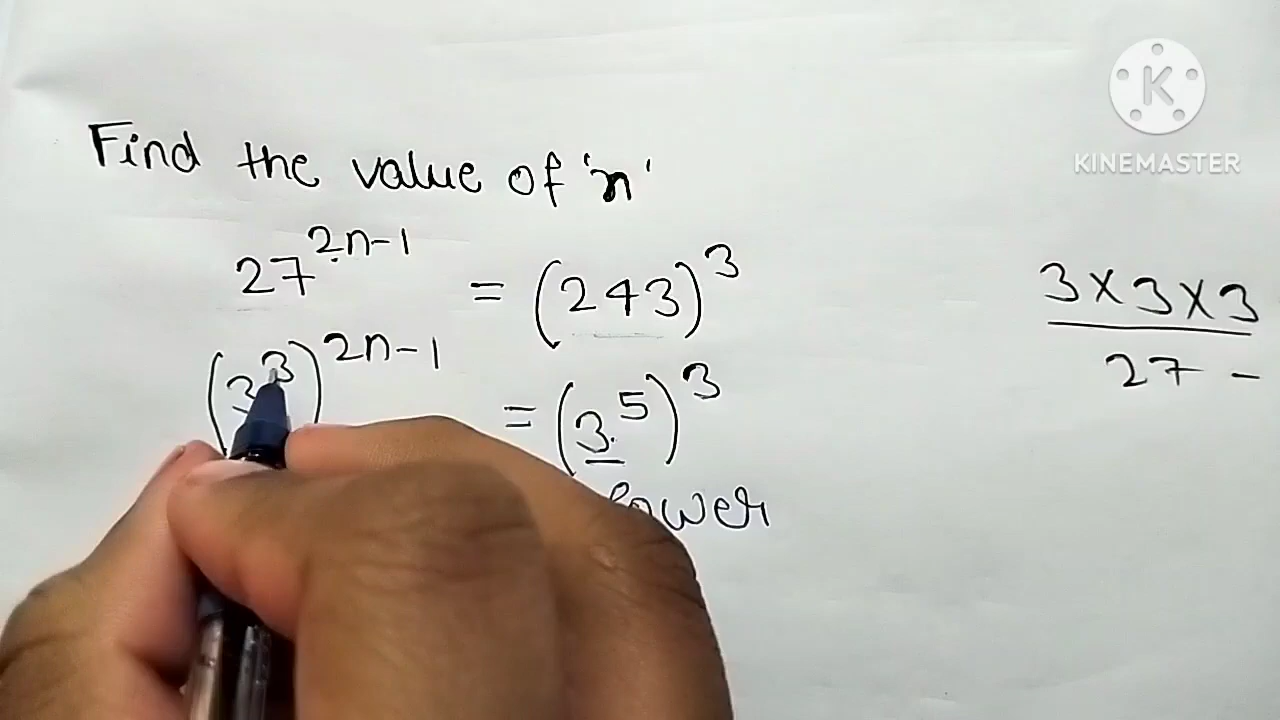 Find the value of 'n'
27^{2n-1} = (243)^3
(3^3)^{2n-1} = (3^5)^3
3×3×3
27 -
KINEMASTER